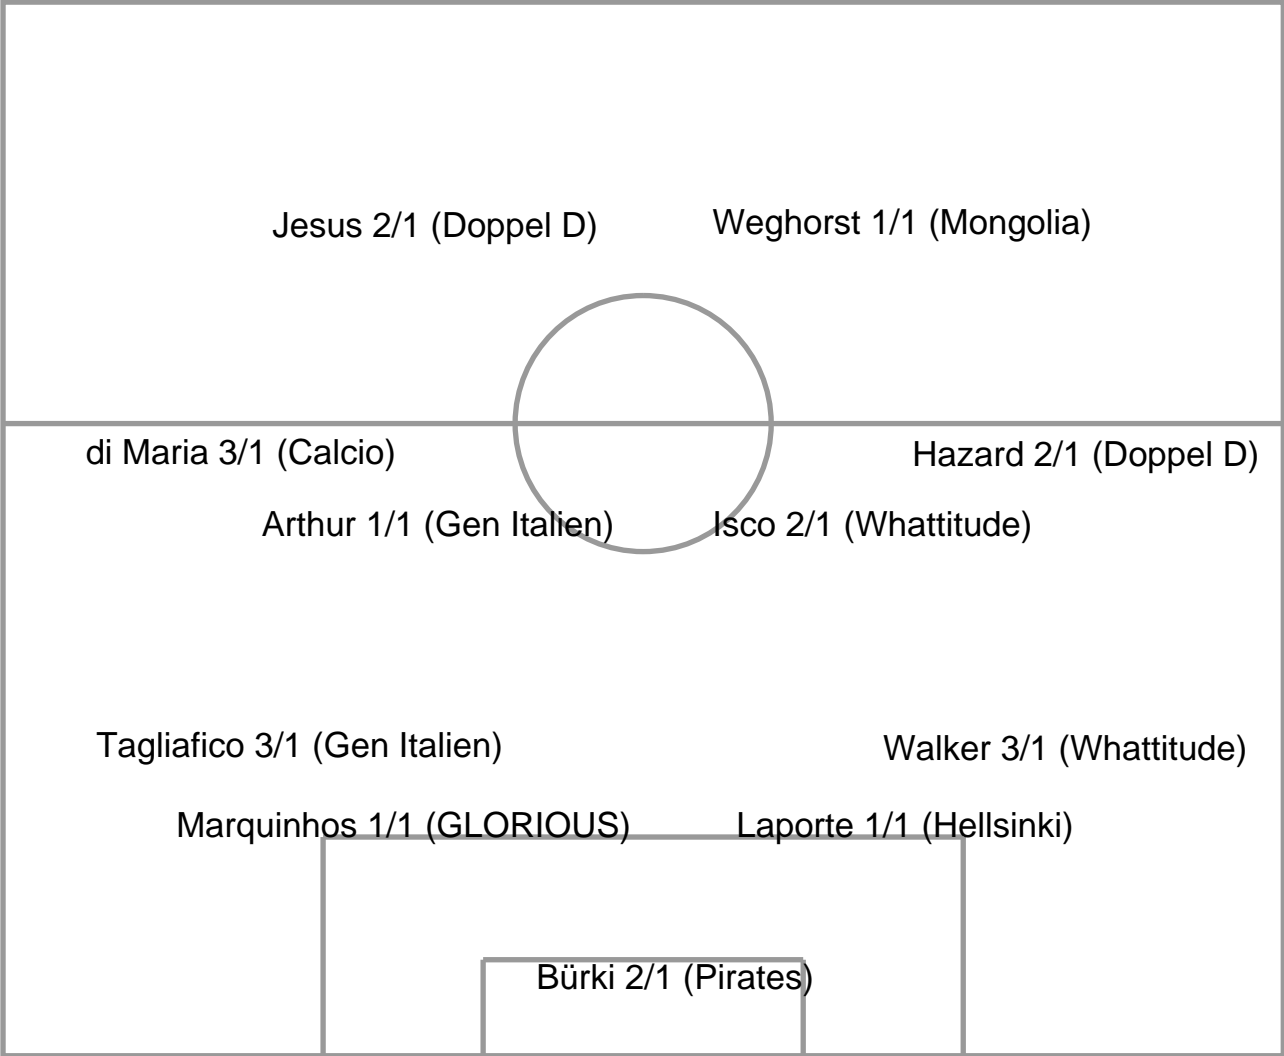 Jesus 2/1 (Doppel D)
Weghorst 1/1 (Mongolia)
di Maria 3/1 (Calcio)
Hazard 2/1 (Doppel D)
Arthur 1/1 (Gen Italien)
Isco 2/1 (Whattitude)
Tagliafico 3/1 (Gen Italien)
Walker 3/1 (Whattitude)
Marquinhos 1/1 (GLORIOUS)
Laporte 1/1 (Hellsinki)
Bürki 2/1 (Pirates)